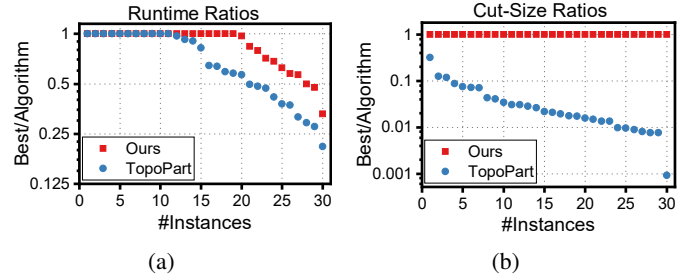 Runtime Ratios
Best/Algorithm
1
0.5
0.25
0.125
Ours
TopoPart
0 5 10 15 20 25 30
#Instances
(a)
Cut-Size Ratios
Best/Algorithm
1
0.1
0.01
0.001
Ours
TopoPart
0 5 10 15 20 25 30
#Instances
(b)